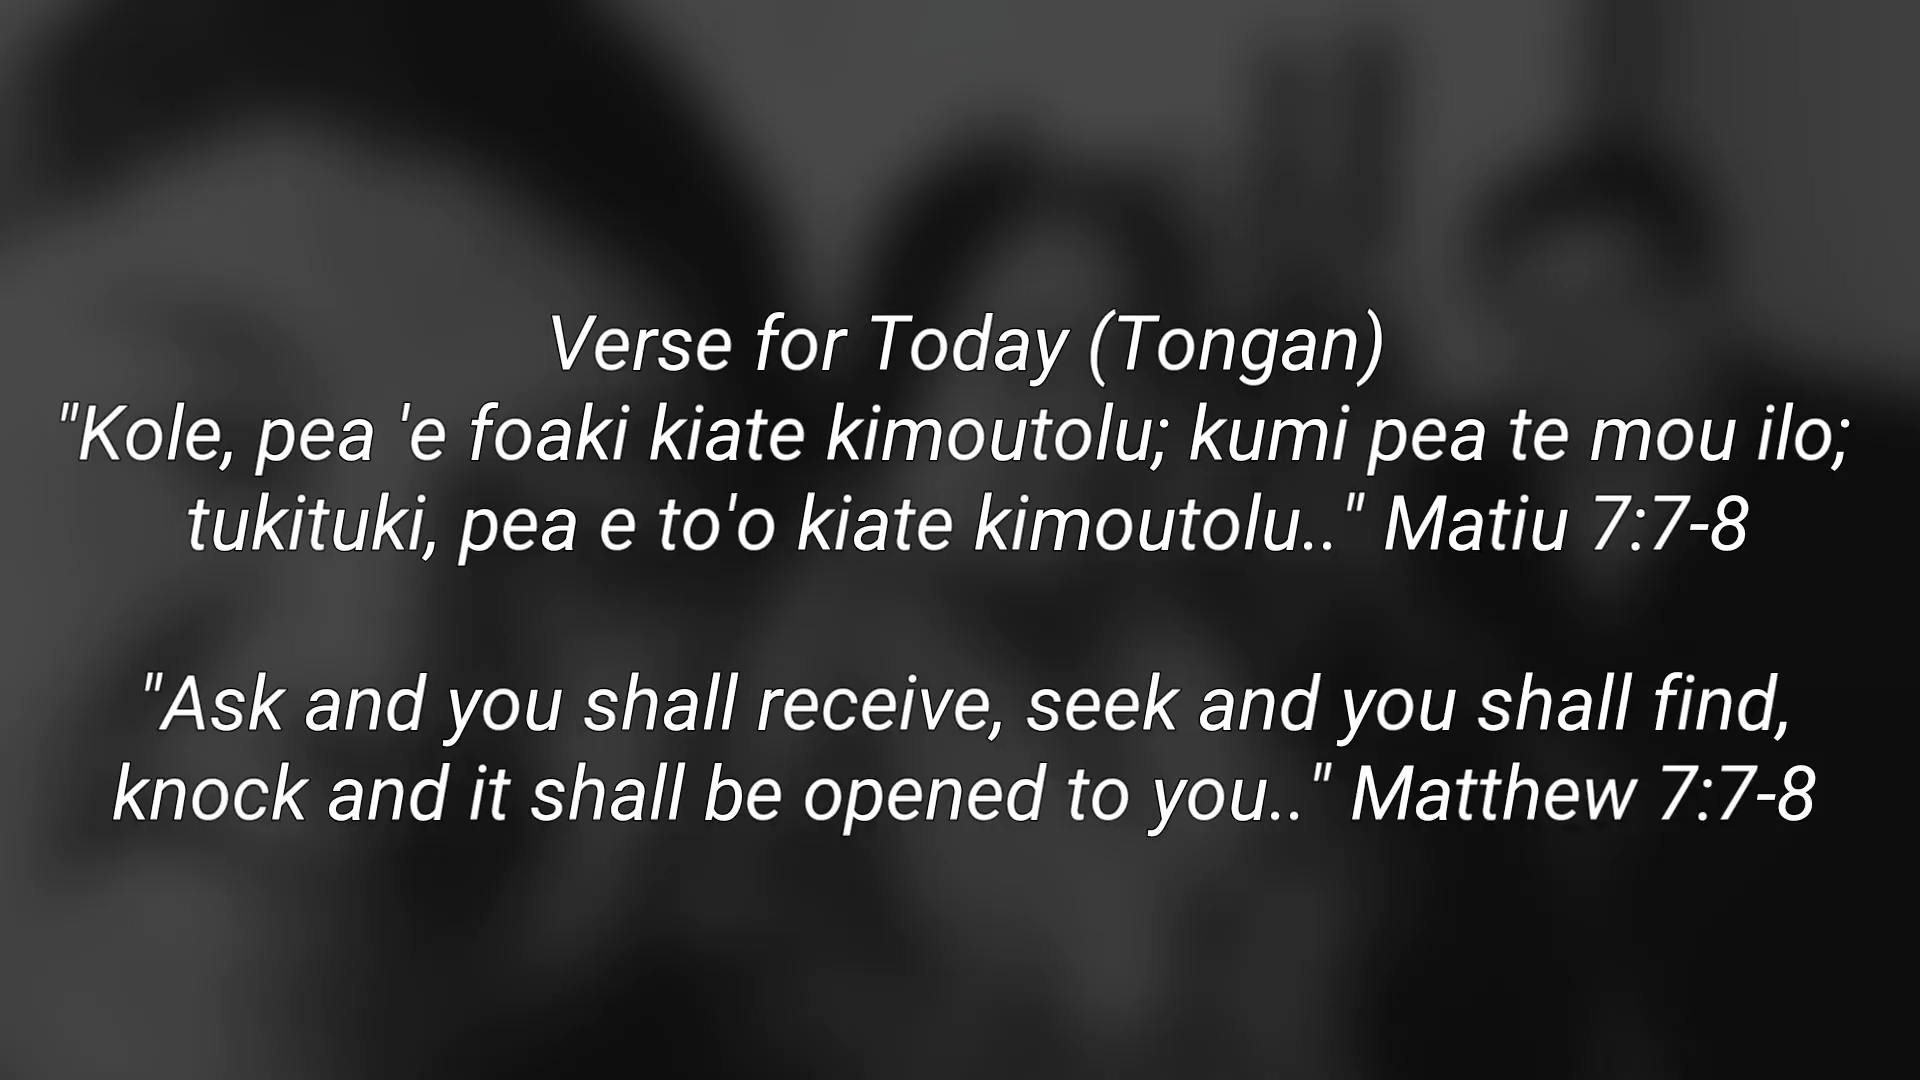 Verse for Today (Tongan)
"Kole, pea 'e foaki kiate kimoutolu; kumi pea te mou ilo;
tukituki, pea e to'o kiate kimoutolu.." Matiu 7:7-8
"Ask and you shall receive, seek and you shall find,
knock and it shall be opened to you.." Matthew 7:7-8